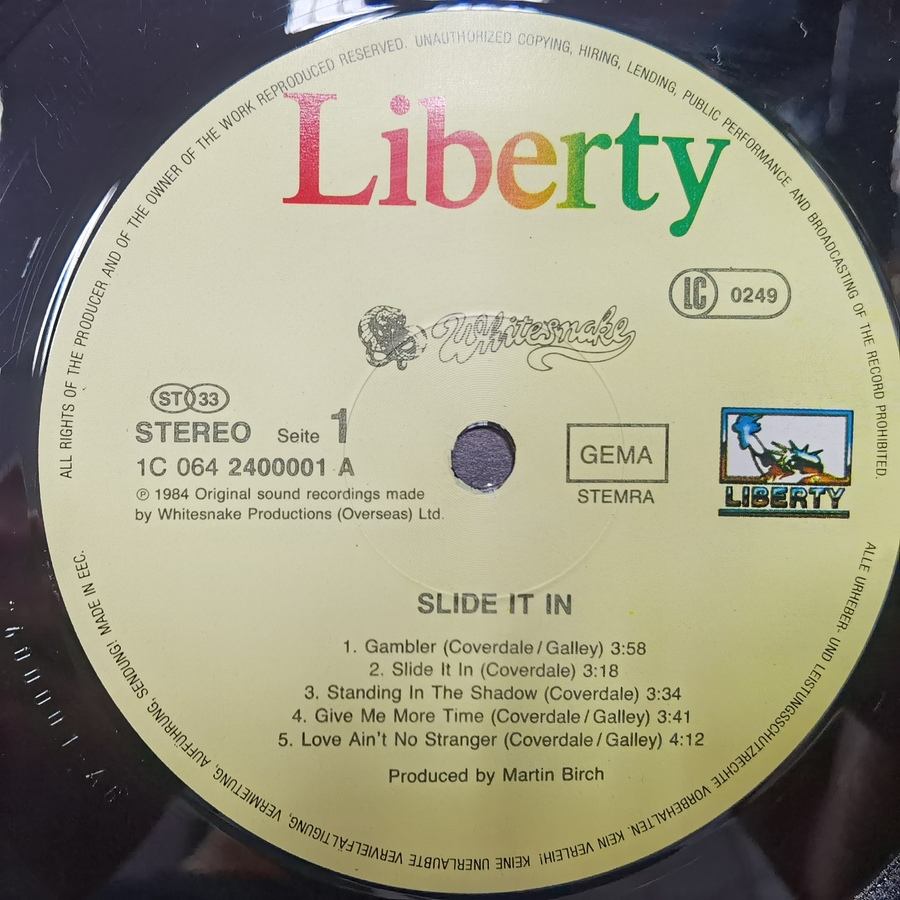 ALL RIGHTS OF THE PRODUCER AND OF THE OWNER OF THE WORK REPRODUCED RESERVED. UNAUTHORIZED COPYING, HIRING, LENDING, PUBLIC PERFORMANCE AND BROADCASTING OF THE RECORD PROHIBITED.
Liberty
LC 0249
Whitesnake
ST 33
STEREO Seite 1
1C 064 2400001 A
℗ 1984 Original sound recordings made
by Whitesnake Productions (Overseas) Ltd.
GEMA
STEMRA
LIBERTY
SLIDE IT IN
1. Gambler (Coverdale/Galley) 3:58
2. Slide It In (Coverdale) 3:18
3. Standing In The Shadow (Coverdale) 3:34
4. Give Me More Time (Coverdale/Galley) 3:41
5. Love Ain't No Stranger (Coverdale/Galley) 4:12
Produced by Martin Birch
ALLE URHEBER- UND LEISTUNGSSCHUTZRECHTE VORBEHALTEN. KEIN VERLEIH! KEINE UNERLAUBTE VERVIELFÄLTIGUNG, VERMIETUNG, AUFFÜHRUNG, SENDUNG! MADE IN EEC.